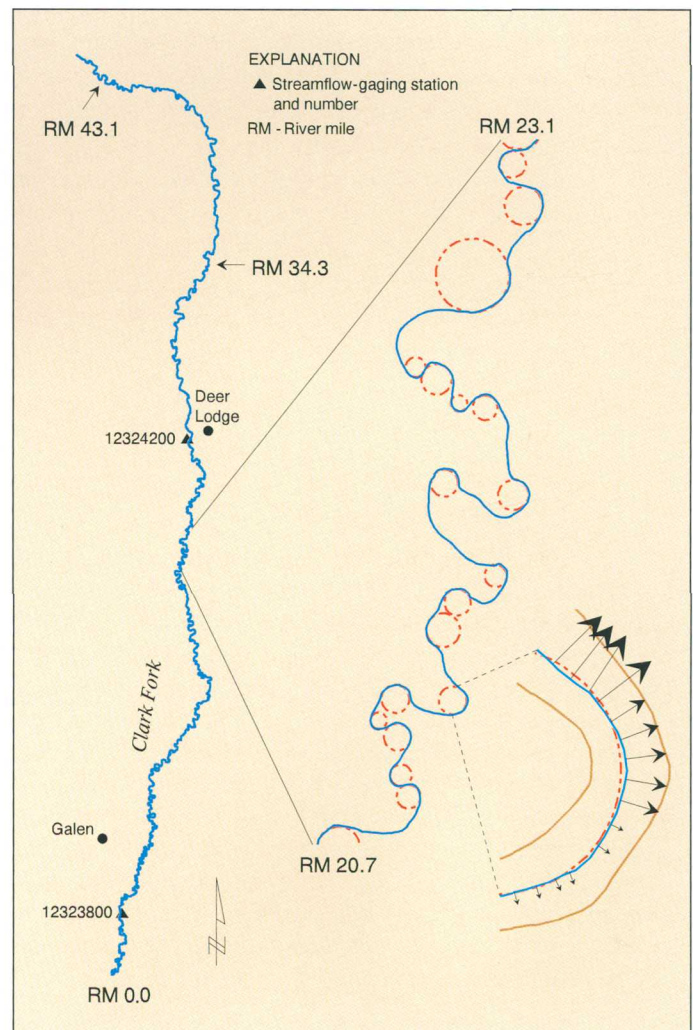 EXPLANATION
▲ Streamflow-gaging station
and number
RM - River mile
RM 43.1
RM 23.1
RM 34.3
Deer
Lodge
12324200
Clark Fork
Galen
RM 20.7
12323800
N
RM 0.0